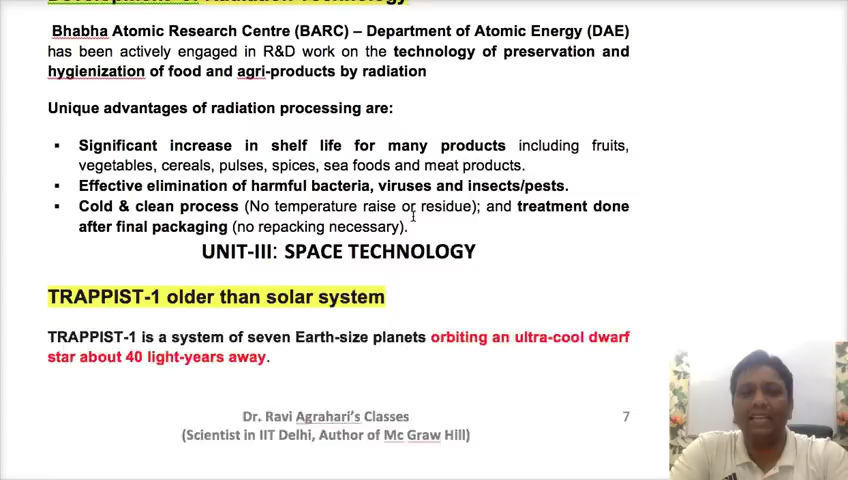 Development of Radiation Technology
Bhabha Atomic Research Centre (BARC) – Department of Atomic Energy (DAE)
has been actively engaged in R&D work on the technology of preservation and
hygienization of food and agri-products by radiation
Unique advantages of radiation processing are:
▪ Significant increase in shelf life for many products including fruits,
vegetables, cereals, pulses, spices, sea foods and meat products.
▪ Effective elimination of harmful bacteria, viruses and insects/pests.
▪ Cold & clean process (No temperature raise or residue); and treatment done
after final packaging (no repacking necessary).
UNIT-III: SPACE TECHNOLOGY
TRAPPIST-1 older than solar system
TRAPPIST-1 is a system of seven Earth-size planets orbiting an ultra-cool dwarf
star about 40 light-years away.
Dr. Ravi Agrahari's Classes
7
(Scientist in IIT Delhi, Author of Mc Graw Hill)